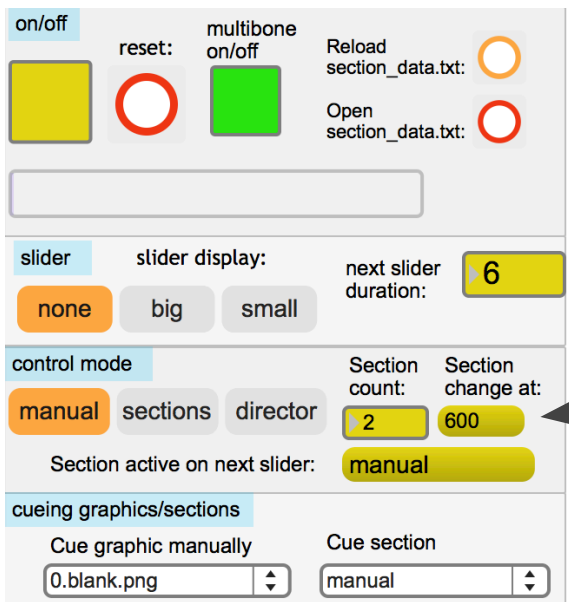 on/off
reset:
multibone
on/off
Reload
section_data.txt:
Open
section_data.txt:
slider
slider display:
next slider
duration:
6
none
big
small
control mode
Section
count:
Section
change at:
manual
sections
director
2
600
Section active on next slider:
manual
cueing graphics/sections
Cue graphic manually
Cue section
0.blank.png
manual